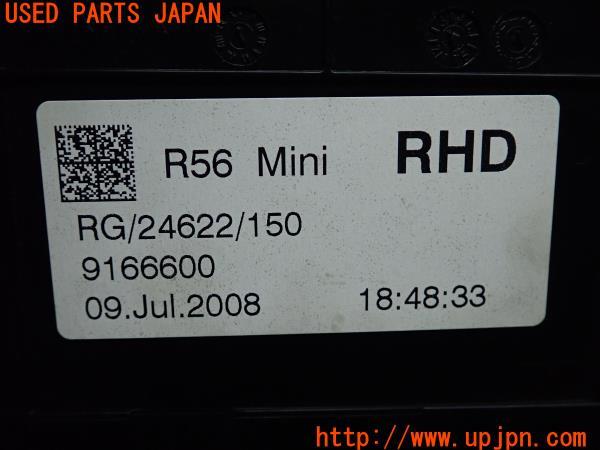 USED PARTS JAPAN
R56 Mini RHD
RG/24622/150
9166600
09.Jul.2008 18:48:33
http://www.upjpn.com